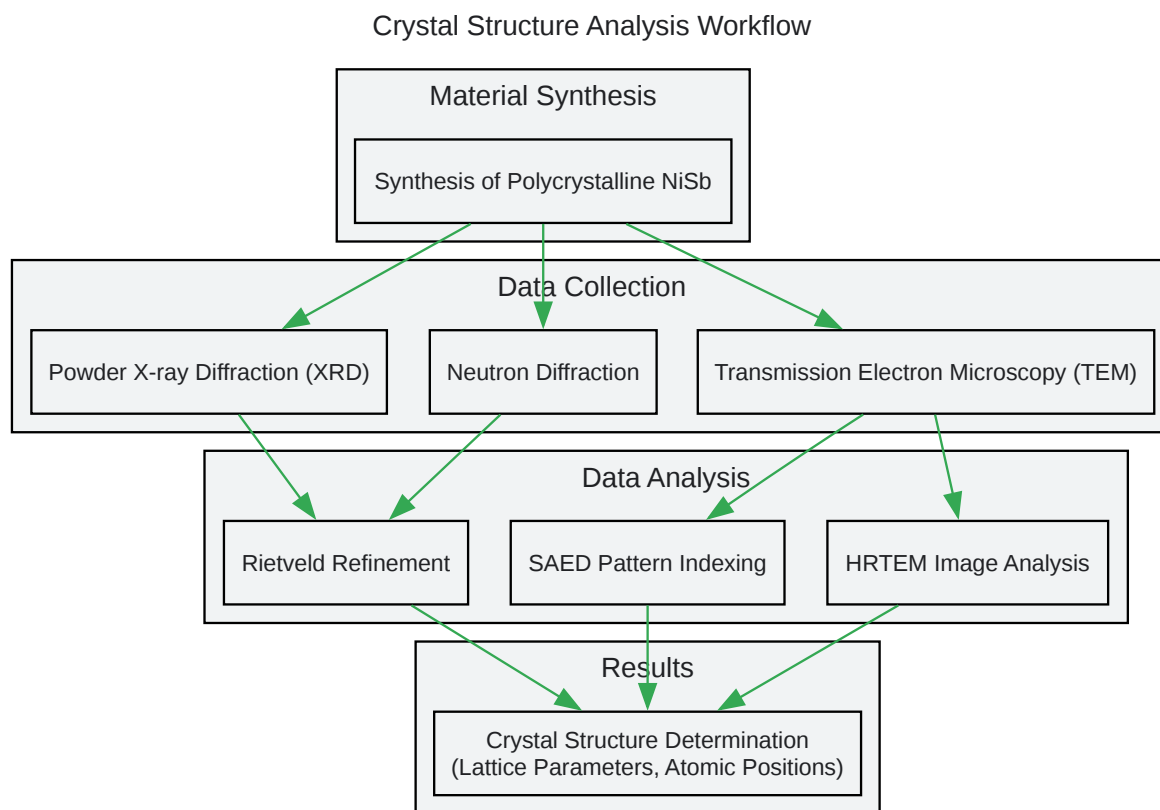 Crystal Structure Analysis Workflow
Material Synthesis
Synthesis of Polycrystalline NiSb
Data Collection
Powder X-ray Diffraction (XRD)
Neutron Diffraction
Transmission Electron Microscopy (TEM)
Data Analysis
Rietveld Refinement
SAED Pattern Indexing
HRTEM Image Analysis
Results
Crystal Structure Determination
(Lattice Parameters, Atomic Positions)